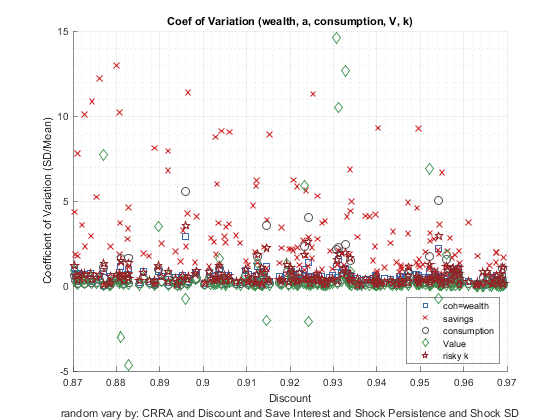 Coef of Variation (wealth, a, consumption, V, k)
15
10
5
0
-5
Coefficient of Variation (SD/Mean)
0.87 0.88 0.89 0.9 0.91 0.92 0.93 0.94 0.95 0.96 0.97
Discount
random vary by: CRRA and Discount and Save Interest and Shock Persistence and Shock SD
coh=wealth
savings
consumption
Value
risky k